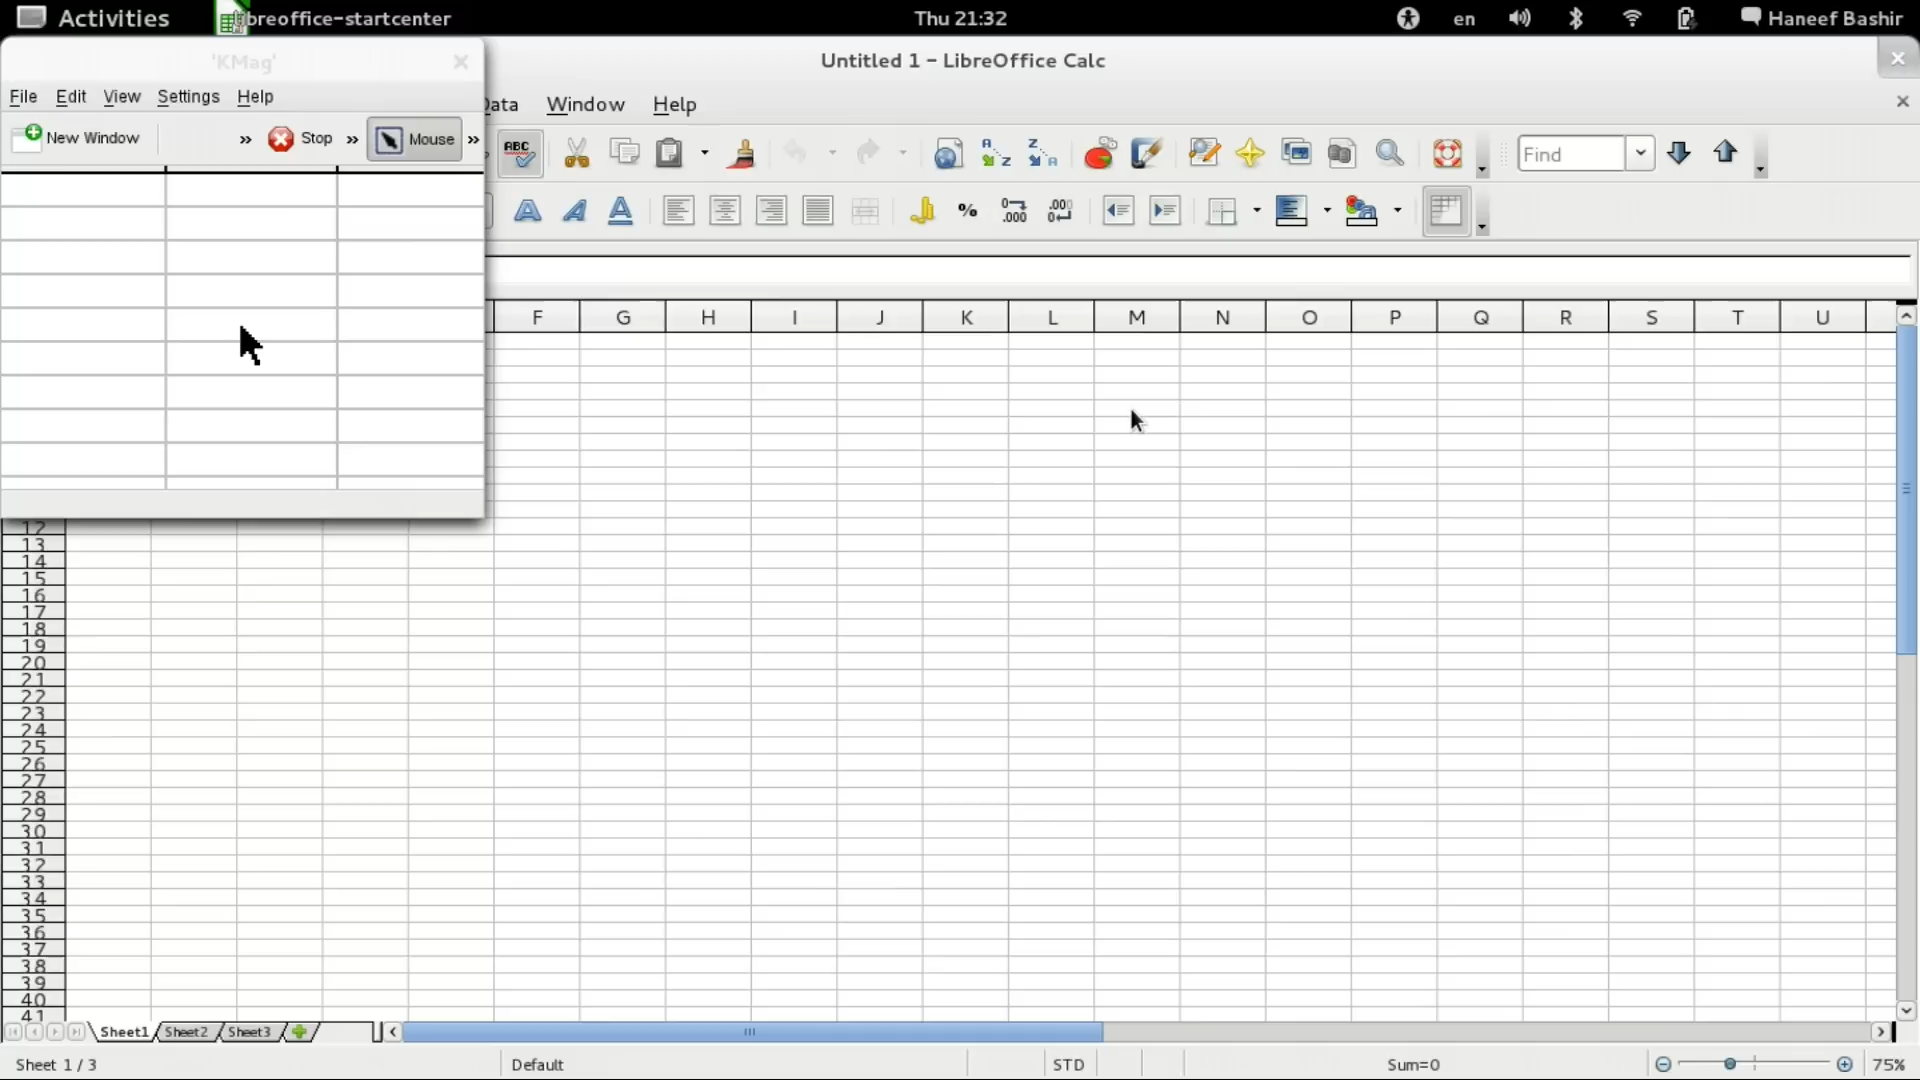 Activities
breoffice-startcenter
Thu 21:32
en
Haneef Bashir
'KMag'
Untitled 1 - LibreOffice Calc
File Edit View Settings Help
Window Help
New Window » Stop » Mouse »
ABC
A Z
Z A
Find
% .000 .000
F G H I J K L M N O P Q R S T U
12
13
14
15
16
17
18
19
20
21
22
23
24
25
26
27
28
29
30
31
32
33
34
35
36
37
38
39
40
41
Sheet1 Sheet2 Sheet3
Sheet 1 / 3
Default
STD
Sum=0
75%